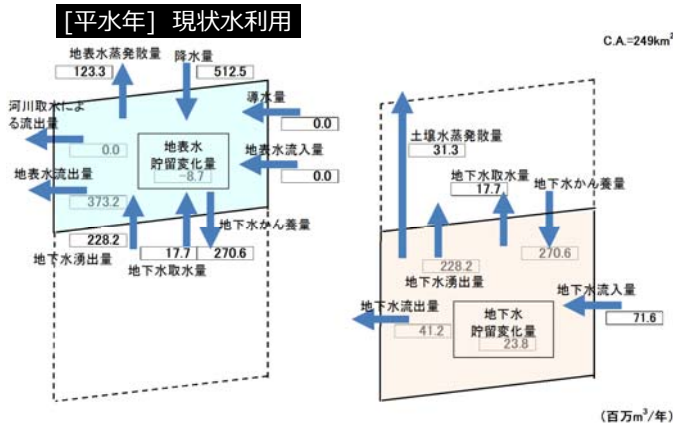 [平水年] 現状水利用
C.A.=249km²
地表水蒸発散量
123.3
降水量
512.5
導水量
0.0
河川取水によ
る流出量
0.0
地表水
貯留変化量
-8.7
地表水流入量
0.0
地表水流出量
373.2
228.2
地下水湧出量
17.7
地下水取水量
270.6
地下水かん養量
土壌水蒸発散量
31.3
地下水取水量
17.7
地下水かん養量
270.6
228.2
地下水湧出量
地下水流入量
71.6
地下水流出量
41.2
地下水
貯留変化量
23.8
(百万m³/年)